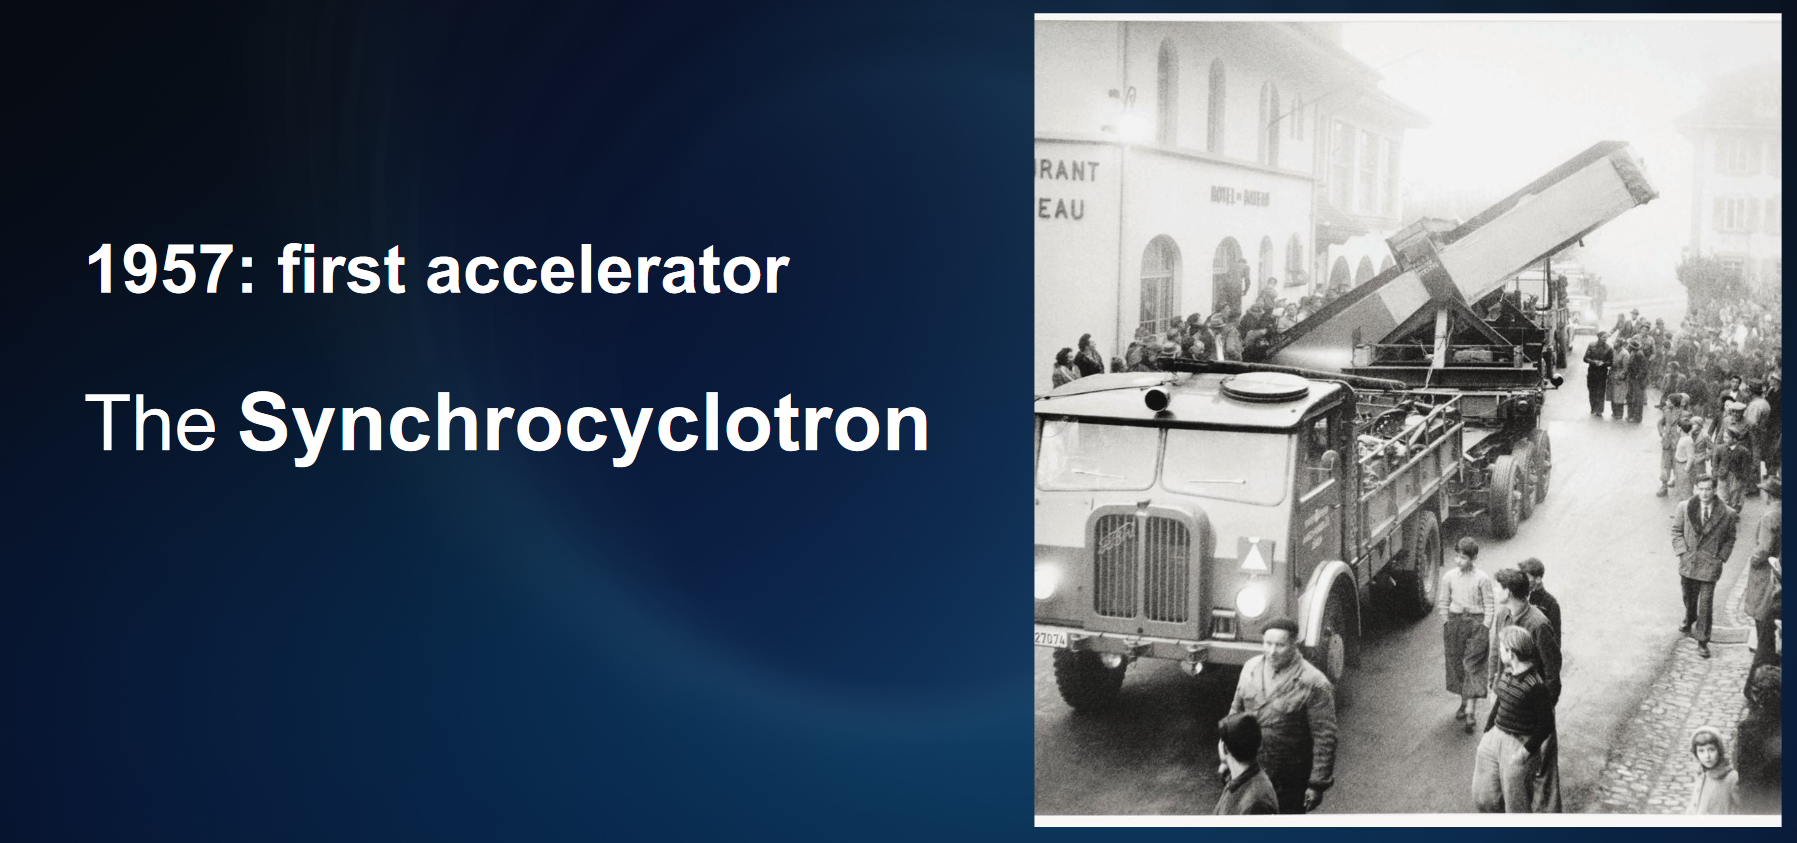 1957: first accelerator
The Synchrocyclotron
RANT
EAU
27074